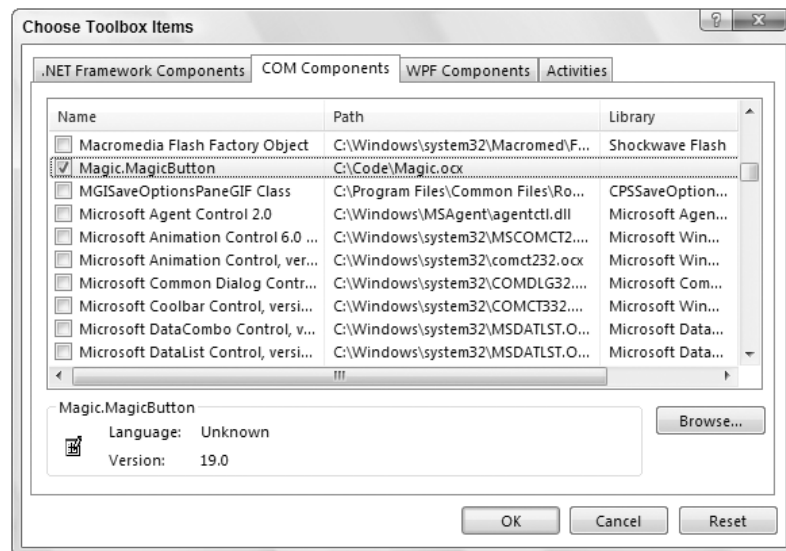 Choose Toolbox Items
.NET Framework Components COM Components WPF Components Activities
Name Path Library
Macromedia Flash Factory Object C:\Windows\system32\Macromed\F... Shockwave Flash
Magic.MagicButton C:\Code\Magic.ocx
MGISaveOptionsPaneGIF Class C:\Program Files\Common Files\Ro... CPSSaveOption...
Microsoft Agent Control 2.0 C:\Windows\MSAgent\agentctl.dll Microsoft Agen...
Microsoft Animation Control 6.0 ... C:\Windows\system32\MSCOMCT2.... Microsoft Win...
Microsoft Animation Control, ver... C:\Windows\system32\comct232.ocx Microsoft Win...
Microsoft Common Dialog Contr... C:\Windows\system32\COMDLG32.... Microsoft Com...
Microsoft Coolbar Control, versi... C:\Windows\system32\COMCT332.... Microsoft Win...
Microsoft DataCombo Control, v... C:\Windows\system32\MSDATLST.O... Microsoft Data...
Microsoft DataList Control, versi... C:\Windows\system32\MSDATLST.O... Microsoft Data...
Magic.MagicButton
Language: Unknown
Version: 19.0
Browse...
OK Cancel Reset